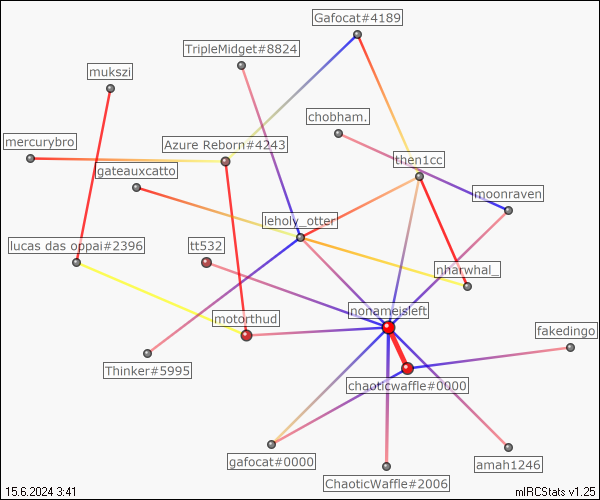 Gafocat#4189
TripleMidget#8824
mukszi
chobham.
mercurybro
Azure Reborn#4243
then1cc
gateauxcatto
moonraven
leholy_otter
lucas das oppai#2396
tt532
nharwhal_
nonameisleft
motorthud
fakedingo
Thinker#5995
chaoticwaffle#0000
gafocat#0000
amah1246
ChaoticWaffle#2006
15.6.2024 3:41
mIRCStats v1.25